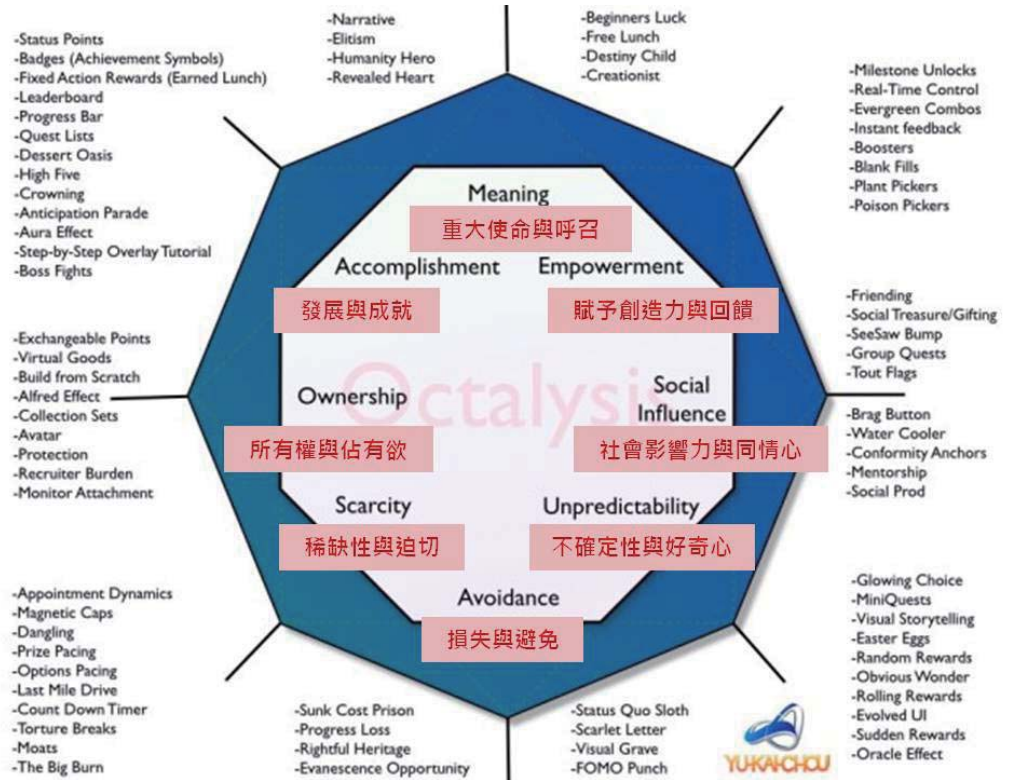 -Narrative
-Elitism
-Humanity Hero
-Revealed Heart
-Beginners Luck
-Free Lunch
-Destiny Child
-Creationist
-Status Points
-Badges (Achievement Symbols)
-Fixed Action Rewards (Earned Lunch)
-Leaderboard
-Progress Bar
-Quest Lists
-Dessert Oasis
-High Five
-Crowning
-Anticipation Parade
-Aura Effect
-Step-by-Step Overlay Tutorial
-Boss Fights
-Milestone Unlocks
-Real-Time Control
-Evergreen Combos
-Instant feedback
-Boosters
-Blank Fills
-Plant Pickers
-Poison Pickers
Meaning
重大使命與呼召
Accomplishment
發展與成就
Empowerment
賦予創造力與回饋
-Exchangeable Points
-Virtual Goods
-Build from Scratch
-Alfred Effect
-Collection Sets
-Avatar
-Protection
-Recruiter Burden
-Monitor Attachment
Octalysis
Ownership
所有權與佔有欲
Social
Influence
社會影響力與同情心
-Friending
-Social Treasure/Gifting
-SeeSaw Bump
-Group Quests
-Tout Flags
-Brag Button
-Water Cooler
-Conformity Anchors
-Mentorship
-Social Prod
Scarcity
稀缺性與迫切
Unpredictability
不確定性與好奇心
Avoidance
損失與避免
-Appointment Dynamics
-Magnetic Caps
-Dangling
-Prize Pacing
-Options Pacing
-Last Mile Drive
-Count Down Timer
-Torture Breaks
-Moats
-The Big Burn
-Sunk Cost Prison
-Progress Loss
-Rightful Heritage
-Evanescence Opportunity
-Status Quo Sloth
-Scarlet Letter
-Visual Grave
-FOMO Punch
YU-KAI CHOU
-Glowing Choice
-MiniQuests
-Visual Storytelling
-Easter Eggs
-Random Rewards
-Obvious Wonder
-Rolling Rewards
-Evolved UI
-Sudden Rewards
-Oracle Effect